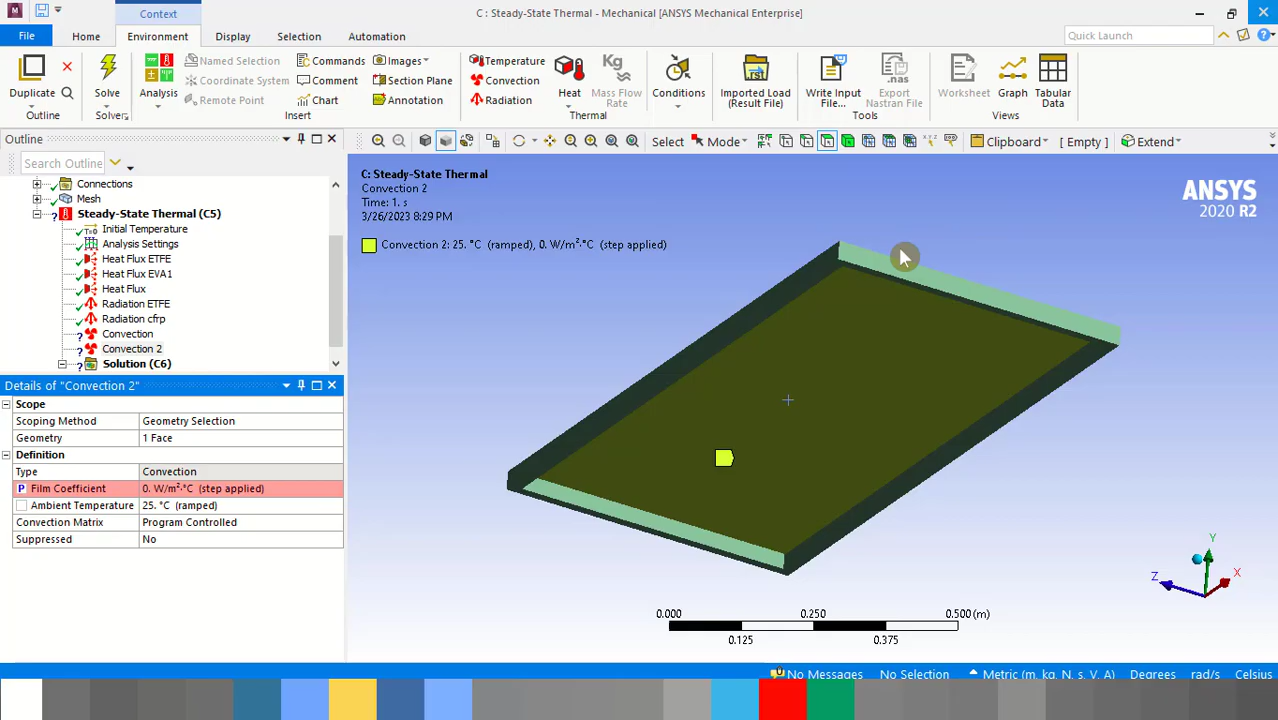 Context
C : Steady-State Thermal - Mechanical [ANSYS Mechanical Enterprise]
File
Home
Environment
Display
Selection
Automation
Quick Launch
Duplicate
Outline
Solve
Solvers
Analysis
Named Selection
Coordinate System
Remote Point
Commands
Comment
Chart
Images
Section Plane
Annotation
Insert
Temperature
Convection
Radiation
Heat
Kg
Mass Flow
Rate
Thermal
Conditions
rst
Imported Load
(Result File)
Write Input
File...
.nas
Export
Nastran File
Tools
Worksheet
Graph
Tabular
Data
Views
Outline
Select
Mode
Clipboard
[ Empty ]
Extend
Search Outline
Connections
Mesh
Steady-State Thermal (C5)
Initial Temperature
Analysis Settings
Heat Flux ETFE
Heat Flux EVA1
Heat Flux
Radiation ETFE
Radiation cfrp
Convection
Convection 2
Solution (C6)
Details of "Convection 2"
Scope
Scoping Method Geometry Selection
Geometry 1 Face
Definition
Type Convection
P Film Coefficient 0. W/m²·°C (step applied)
Ambient Temperature 25. °C (ramped)
Convection Matrix Program Controlled
Suppressed No
C: Steady-State Thermal
Convection 2
Time: 1. s
3/26/2023 8:29 PM
Convection 2: 25. °C (ramped), 0. W/m²·°C (step applied)
ANSYS
2020 R2
0.000 0.250 0.500 (m)
0.125 0.375
Y
X
Z
0 No Messages
No Selection
Metric (m, kg, N, s, V, A)
Degrees
rad/s
Celsius